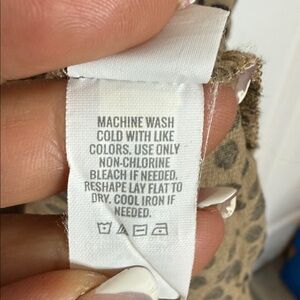 MACHINE WASH
COLD WITH LIKE
COLORS. USE ONLY
NON-CHLORINE
BLEACH IF NEEDED.
RESHAPE LAY FLAT TO
DRY. COOL IRON IF
NEEDED.